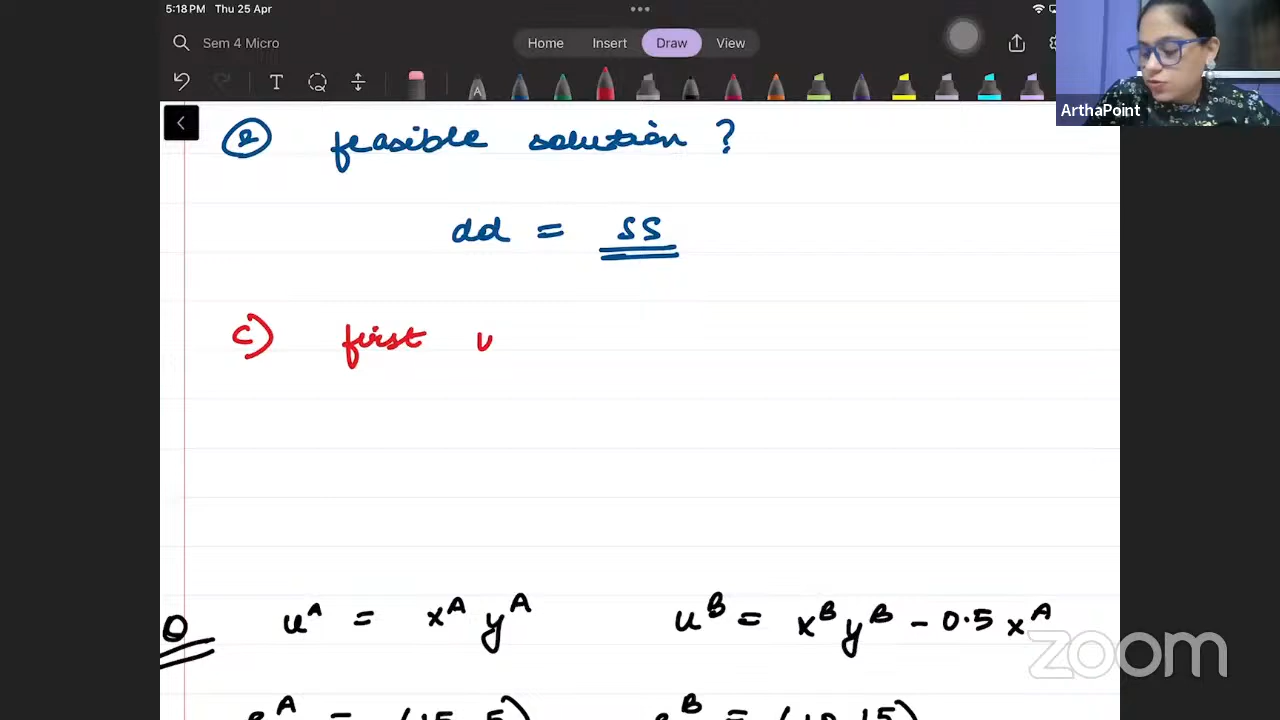 5:18 PM Thu 25 Apr
Sem 4 Micro
Home Insert Draw View
ArthaPoint
② feasible solution ?
dd = SS
c) first
Q u^A = x^A y^A u^B = x^B y^B - 0.5 x^A
zoom